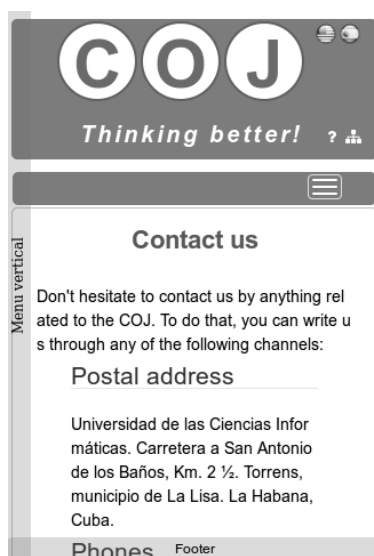 COJ
Thinking better!
?
Contact us
Menu vertical
Don't hesitate to contact us by anything rel
ated to the COJ. To do that, you can write u
s through any of the following channels:
Postal address
Universidad de las Ciencias Infor
máticas. Carretera a San Antonio
de los Baños, Km. 2 ½. Torrens,
municipio de La Lisa. La Habana,
Cuba.
Phones
Footer